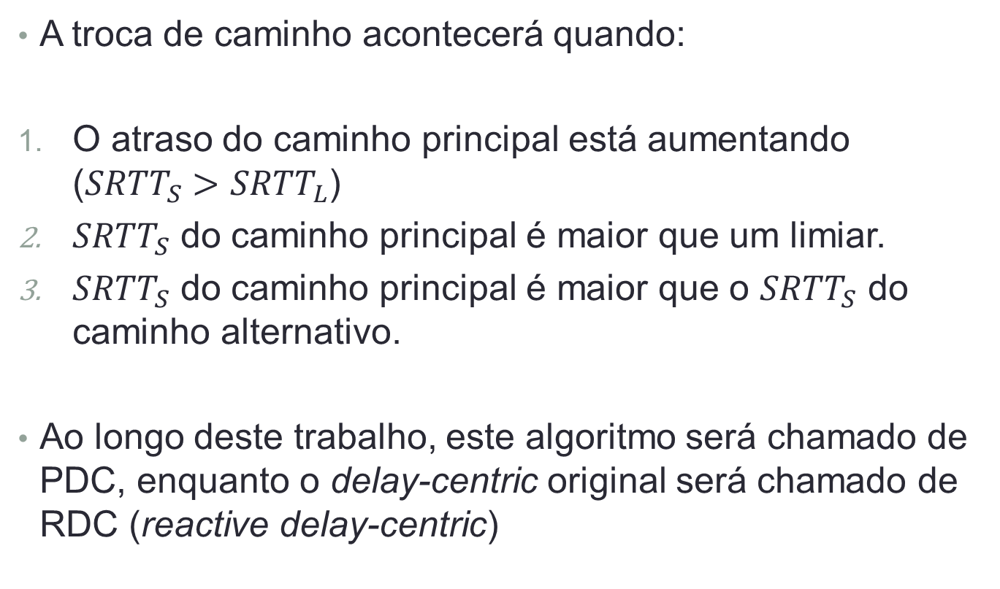 • A troca de caminho acontecerá quando:
1. O atraso do caminho principal está aumentando
(SRTT_S > SRTT_L)
2. SRTT_S do caminho principal é maior que um limiar.
3. SRTT_S do caminho principal é maior que o SRTT_S do
caminho alternativo.
• Ao longo deste trabalho, este algoritmo será chamado de
PDC, enquanto o delay-centric original será chamado de
RDC (reactive delay-centric)